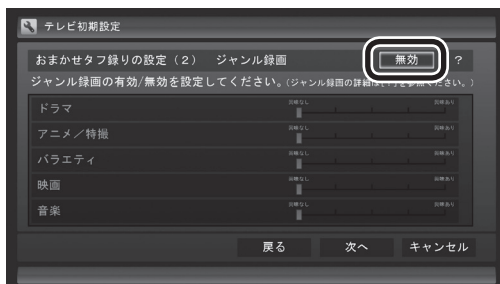 テレビ初期設定
おまかせタフ録りの設定（2） ジャンル録画 無効 ?
ジャンル録画の有効/無効を設定してください。（ジャンル録画の詳細は[?]を参照ください。）
ドラマ
アニメ／特撮
バラエティ
映画
音楽
戻る 次へ キャンセル